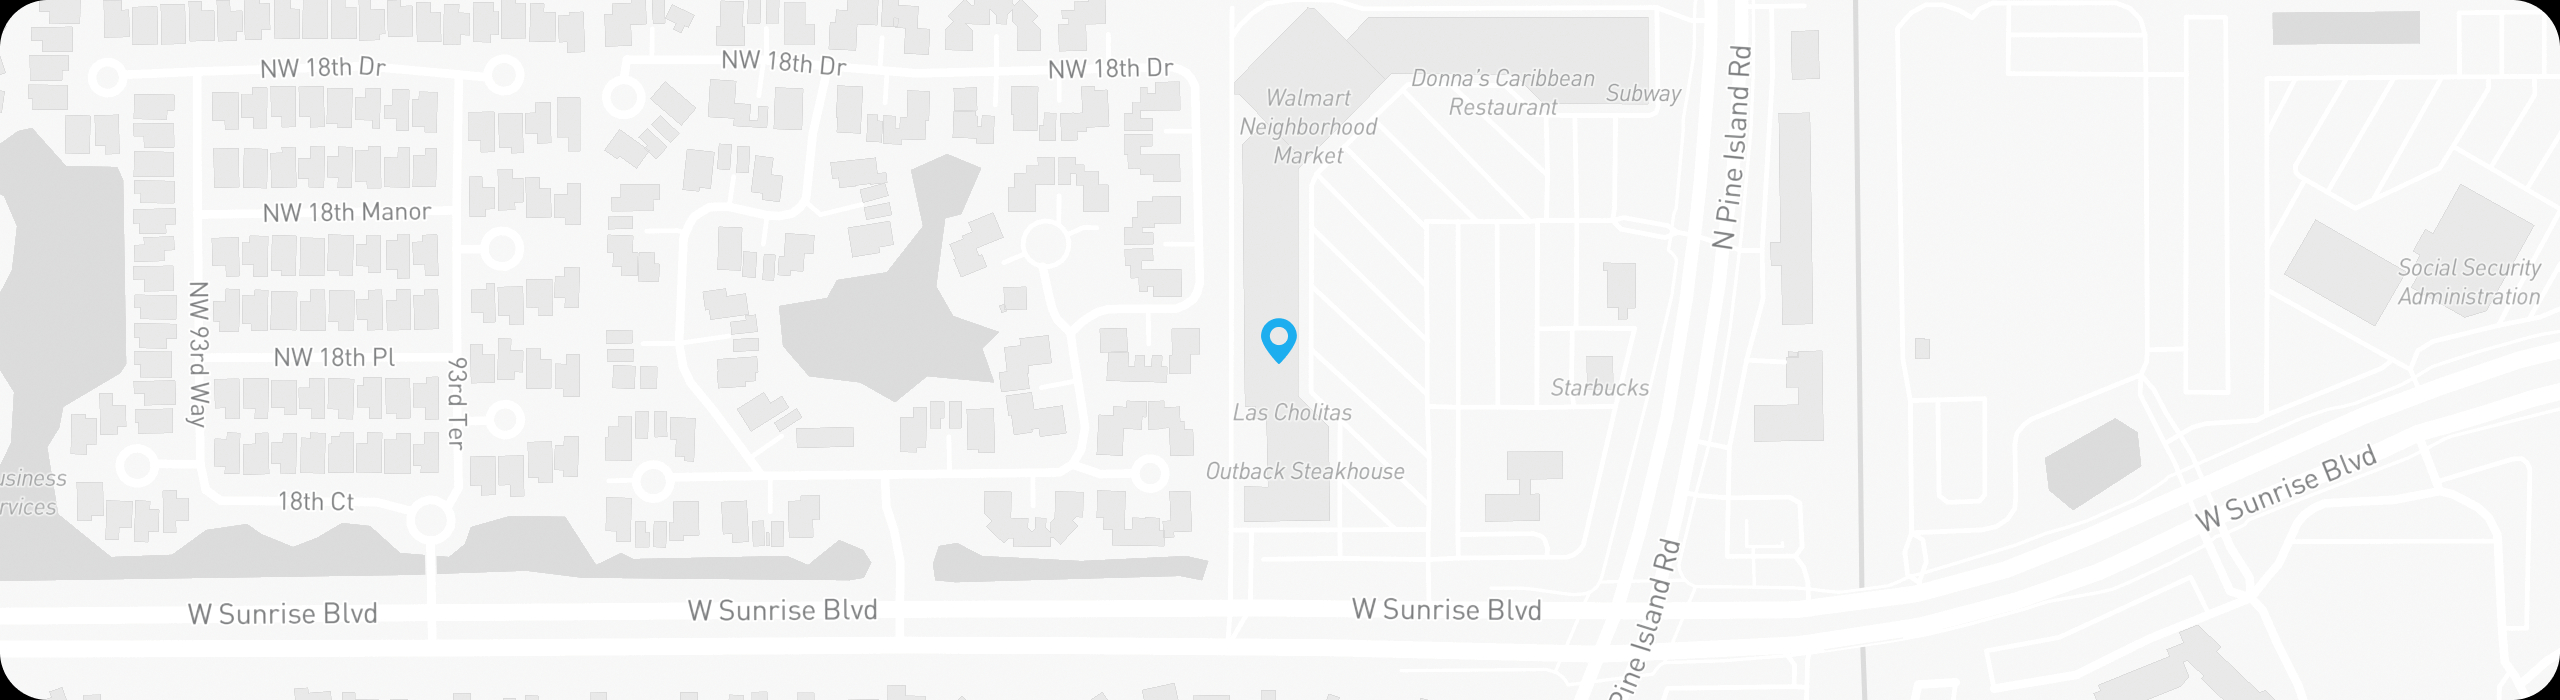 NW 18th Dr
NW 18th Dr
NW 18th Dr
Donna's Caribbean
Restaurant
Subway
Walmart
Neighborhood
Market
N Pine Island Rd
NW 18th Manor
Social Security
Administration
NW 93rd Way
NW 18th Pl
93rd Ter
Starbucks
Las Cholitas
Outback Steakhouse
usiness
rvices
18th Ct
W Sunrise Blvd
W Sunrise Blvd
W Sunrise Blvd
W Sunrise Blvd
Pine Island Rd